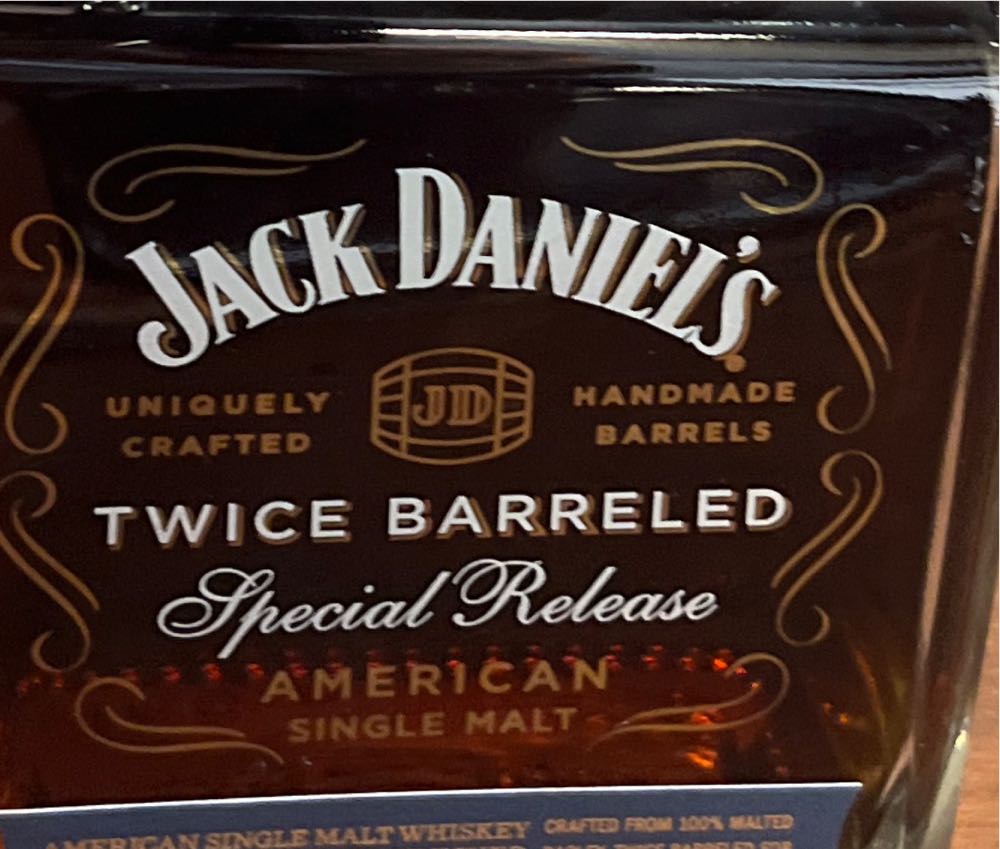 JACK DANIEL'S
UNIQUELY
CRAFTED
JD
HANDMADE
BARRELS
TWICE BARRELED
Special Release
AMERICAN
SINGLE MALT
AMERICAN SINGLE MALT WHISKEY
CRAFTED FROM 100% MALTED